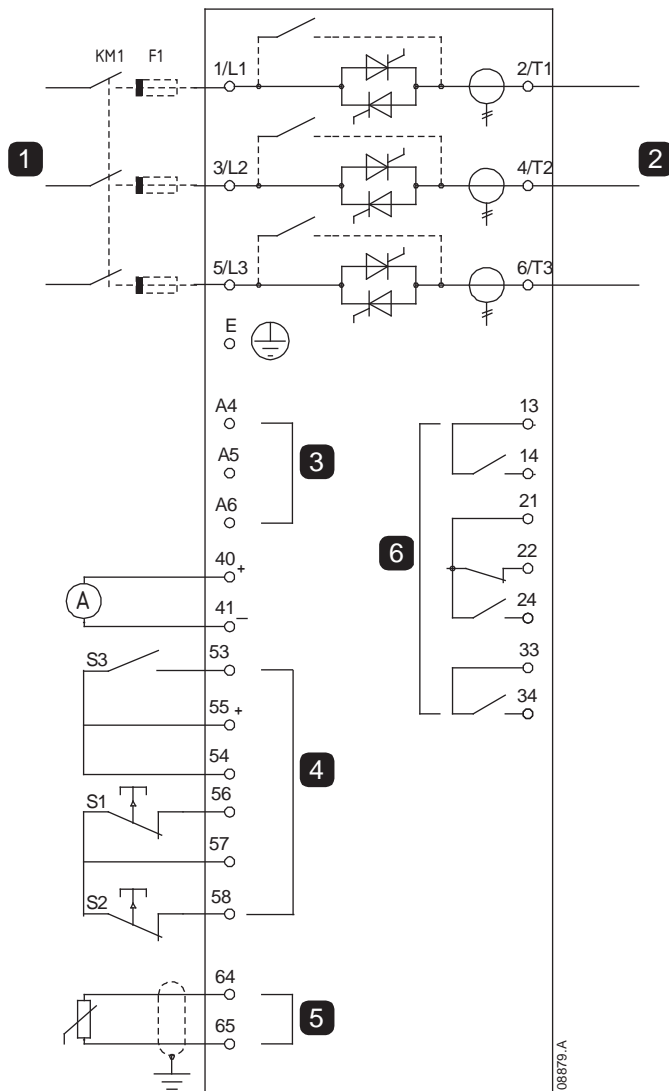 KM1 F1
1/L1 2/T1
1 3/L2 4/T2 2
5/L3 6/T3
E
A4 13
A5 3 14
A6 21
40 + 6 22
A
41 – 24
S3 53 33
55 + 34
54 4
S1 56
57
S2 58
64
5
65
08879.A